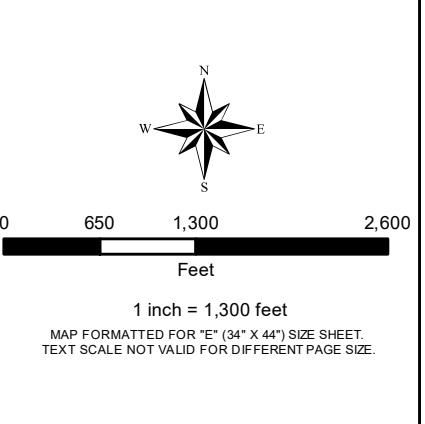 N
W E
S
0 650 1,300 2,600
Feet
1 inch = 1,300 feet
MAP FORMATTED FOR "E" (34" X 44") SIZE SHEET.
TEXT SCALE NOT VALID FOR DIFFERENT PAGE SIZE.